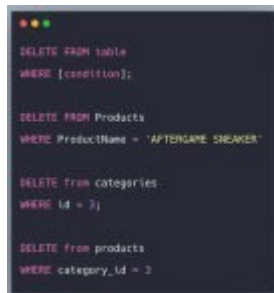 DELETE FROM table
WHERE [condition];
DELETE FROM Products
WHERE ProductName = 'AFTERGAME SNEAKER'
DELETE from categories
WHERE id = 3;
DELETE from products
WHERE category_id = 3